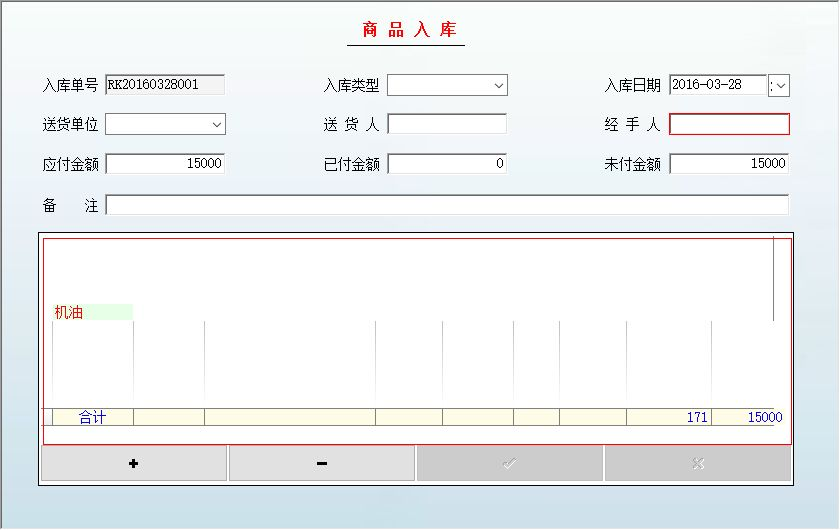 商 品 入 库
入库单号 RK20160328001 入库类型 入库日期 2016-03-28
送货单位 送 货 人 经 手 人
应付金额 15000 已付金额 0 未付金额 15000
备 注
机油
合计 171 15000